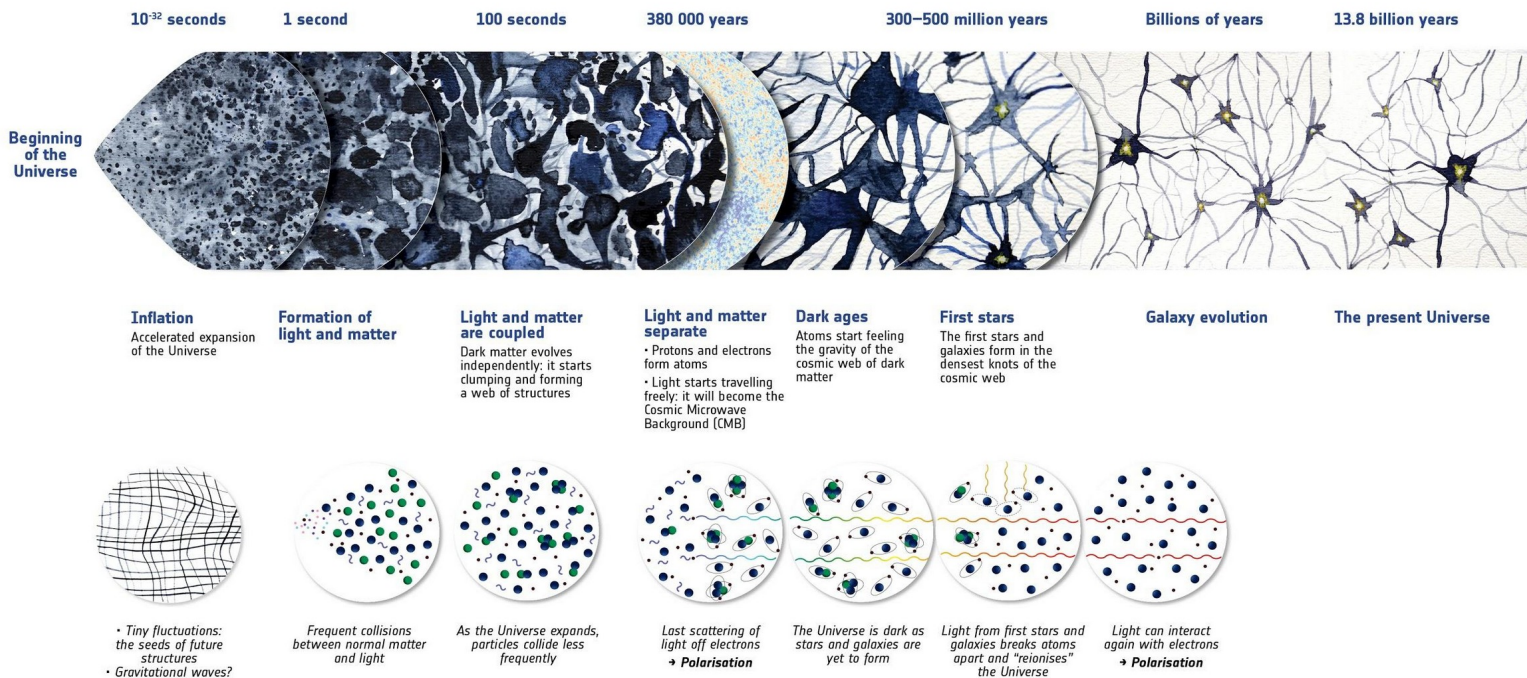 10⁻³² seconds
1 second
100 seconds
380 000 years
300–500 million years
Billions of years
13.8 billion years
Beginning
of the
Universe
Inflation
Accelerated expansion
of the Universe
Formation of
light and matter
Light and matter
are coupled
Dark matter evolves
independently: it starts
clumping and forming
a web of structures
Light and matter
separate
• Protons and electrons
form atoms
• Light starts travelling
freely: it will become the
Cosmic Microwave
Background (CMB)
Dark ages
Atoms start feeling
the gravity of the
cosmic web of dark
matter
First stars
The first stars and
galaxies form in the
densest knots of the
cosmic web
Galaxy evolution
The present Universe
• Tiny fluctuations:
the seeds of future
structures
• Gravitational waves?
Frequent collisions
between normal matter
and light
As the Universe expands,
particles collide less
frequently
Last scattering of
light off electrons
→ Polarisation
The Universe is dark as
stars and galaxies are
yet to form
Light from first stars and
galaxies breaks atoms
apart and “reionises”
the Universe
Light can interact
again with electrons
→ Polarisation